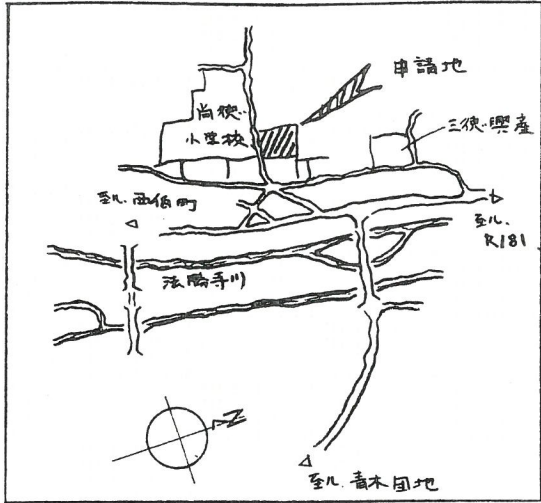 申請地
尚徳
小学校
三徳興産
至ル.西伯町
至ル.
R181
法勝寺川
N
至ル.青木団地